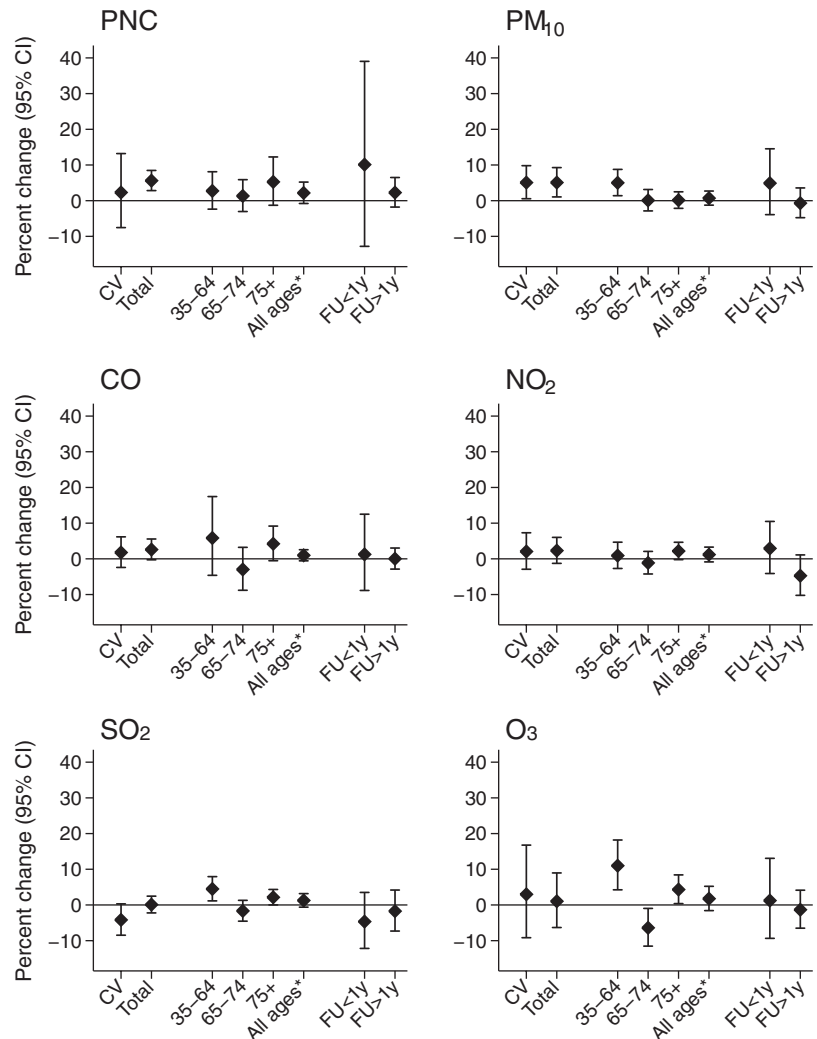 PNC
Percent change (95% CI)
40
30
20
10
0
−10
CV
Total
35−64
65−74
75+
All ages*
FU<1y
FU>1y
PM10
40
30
20
10
0
−10
CV
Total
35−64
65−74
75+
All ages*
FU<1y
FU>1y
CO
Percent change (95% CI)
40
30
20
10
0
−10
CV
Total
35−64
65−74
75+
All ages*
FU<1y
FU>1y
NO2
40
30
20
10
0
−10
CV
Total
35−64
65−74
75+
All ages*
FU<1y
FU>1y
SO2
Percent change (95% CI)
40
30
20
10
0
−10
CV
Total
35−64
65−74
75+
All ages*
FU<1y
FU>1y
O3
40
30
20
10
0
−10
CV
Total
35−64
65−74
75+
All ages*
FU<1y
FU>1y